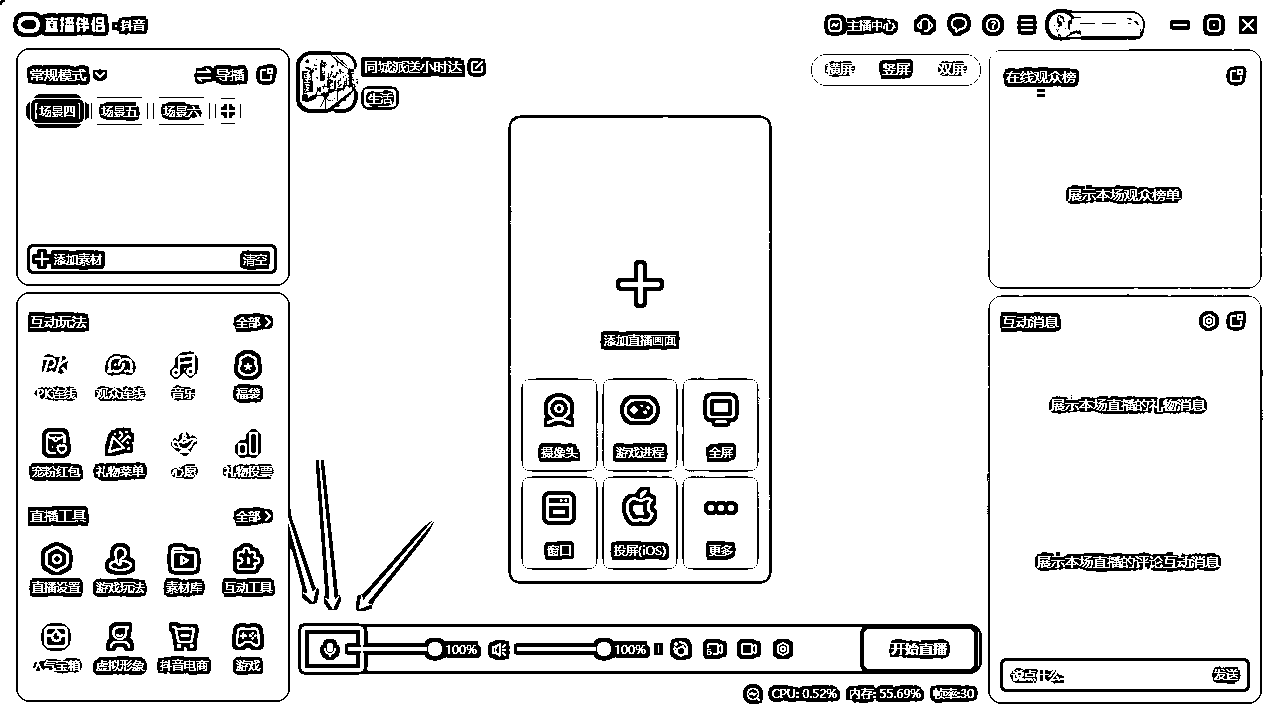 直播伴侣 ·抖音
主播中心
常规模式
导播
场景四 场景五 场景六
添加素材 清空
同城派送小时达
生活
横屏 竖屏 双屏
添加直播画面
摄像头 游戏进程 全屏
窗口 投屏(iOS) 更多
互动玩法 全部
PK连线 观众连线 音乐 福袋
宠粉红包 礼物菜单 心愿 礼物投票
直播工具 全部
直播设置 游戏玩法 素材库 互动工具
人气宝箱 虚拟形象 抖音电商 游戏
100% 100%
开始直播
CPU: 0.52% 内存: 55.69% 帧率:30
在线观众榜
展示本场观众榜单
互动消息
展示本场直播的礼物消息
展示本场直播的评论互动消息
说点什么 发送